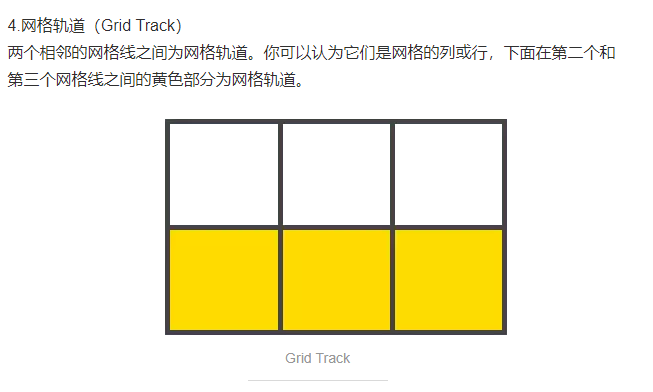 4.网格轨道（Grid Track）
两个相邻的网格线之间为网格轨道。你可以认为它们是网格的列或行，下面在第二个和
第三个网格线之间的黄色部分为网格轨道。
Grid Track